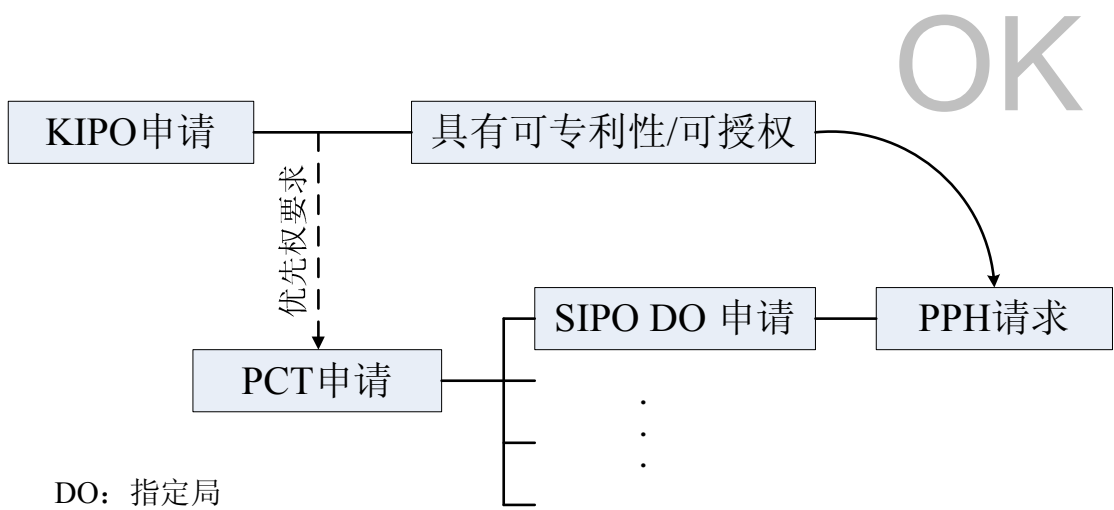 OK
KIPO申请
具有可专利性/可授权
优先权要求
SIPO DO 申请
PPH请求
PCT申请
DO：指定局